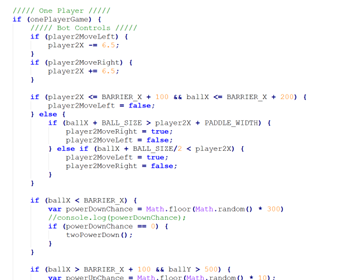 ///// One Player /////
if (onePlayerGame) {
///// Bot Controls /////
if (player2MoveLeft) {
player2X -= 6.5;
}
if (player2MoveRight) {
player2X += 6.5;
}
if (player2X <= BARRIER_X + 100 && ballX <= BARRIER_X + 200) {
player2MoveLeft = false;
} else {
if (ballX + BALL_SIZE > player2X + PADDLE_WIDTH) {
player2MoveRight = true;
player2MoveLeft = false;
} else if (ballX + BALL_SIZE/2 < player2X) {
player2MoveLeft = true;
player2MoveRight = false;
}
}
if (ballX < BARRIER_X) {
var powerDownChance = Math.floor(Math.random() * 300)
//console.log(powerDownChance);
if (powerDownChance == 0) {
twoPowerDown();
}
}
if (ballX > BARRIER_X + 100 && ballY > 500) {
var powerUpChance = Math.floor(Math.random() * 10);